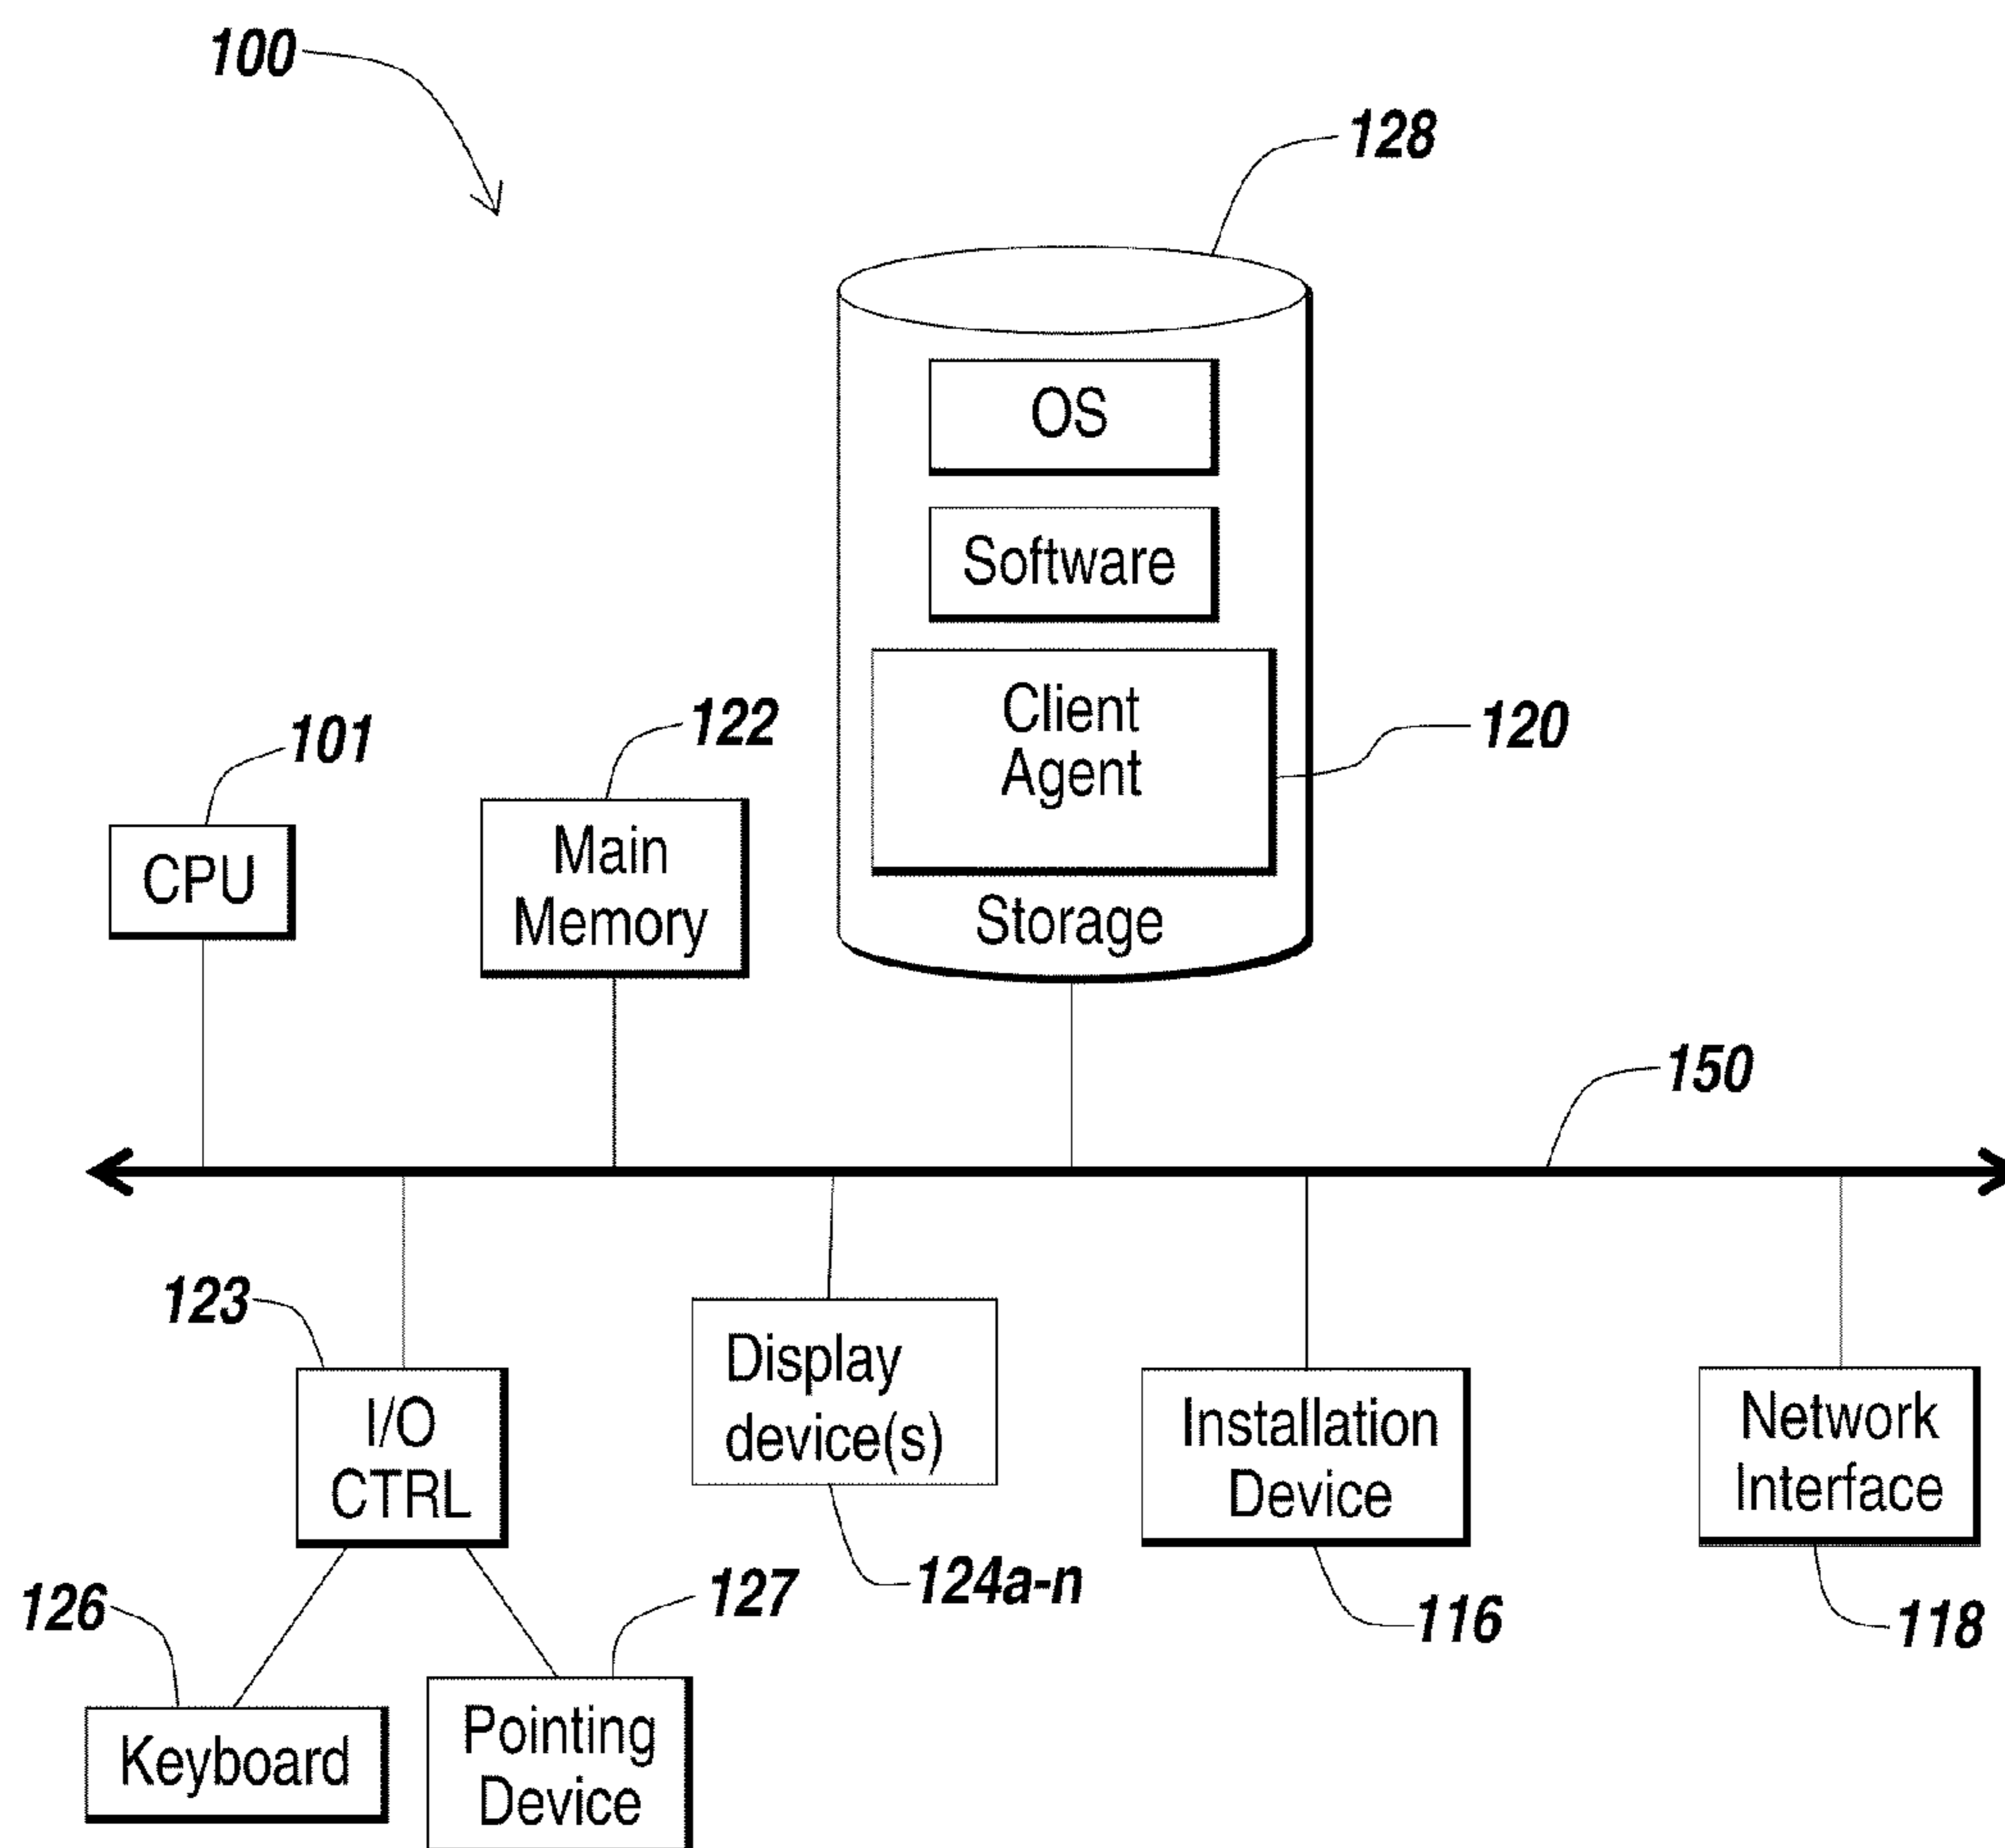 100
128
OS
Software
Client
Agent
120
Storage
101
CPU
122
Main
Memory
150
123
I/O
CTRL
Display
device(s)
124a-n
Installation
Device
116
Network
Interface
118
126
Keyboard
127
Pointing
Device